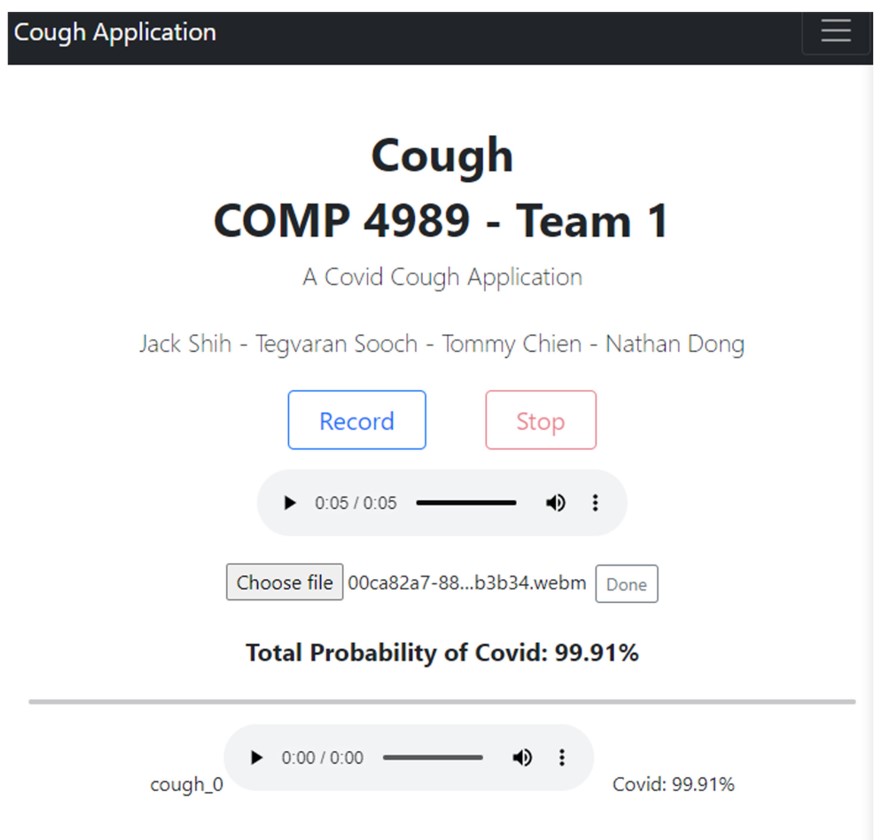 Cough Application
Cough
COMP 4989 - Team 1
A Covid Cough Application
Jack Shih - Tegvaran Sooch - Tommy Chien - Nathan Dong
Record Stop
0:05 / 0:05
Choose file 00ca82a7-88...b3b34.webm Done
Total Probability of Covid: 99.91%
cough_0 0:00 / 0:00 Covid: 99.91%